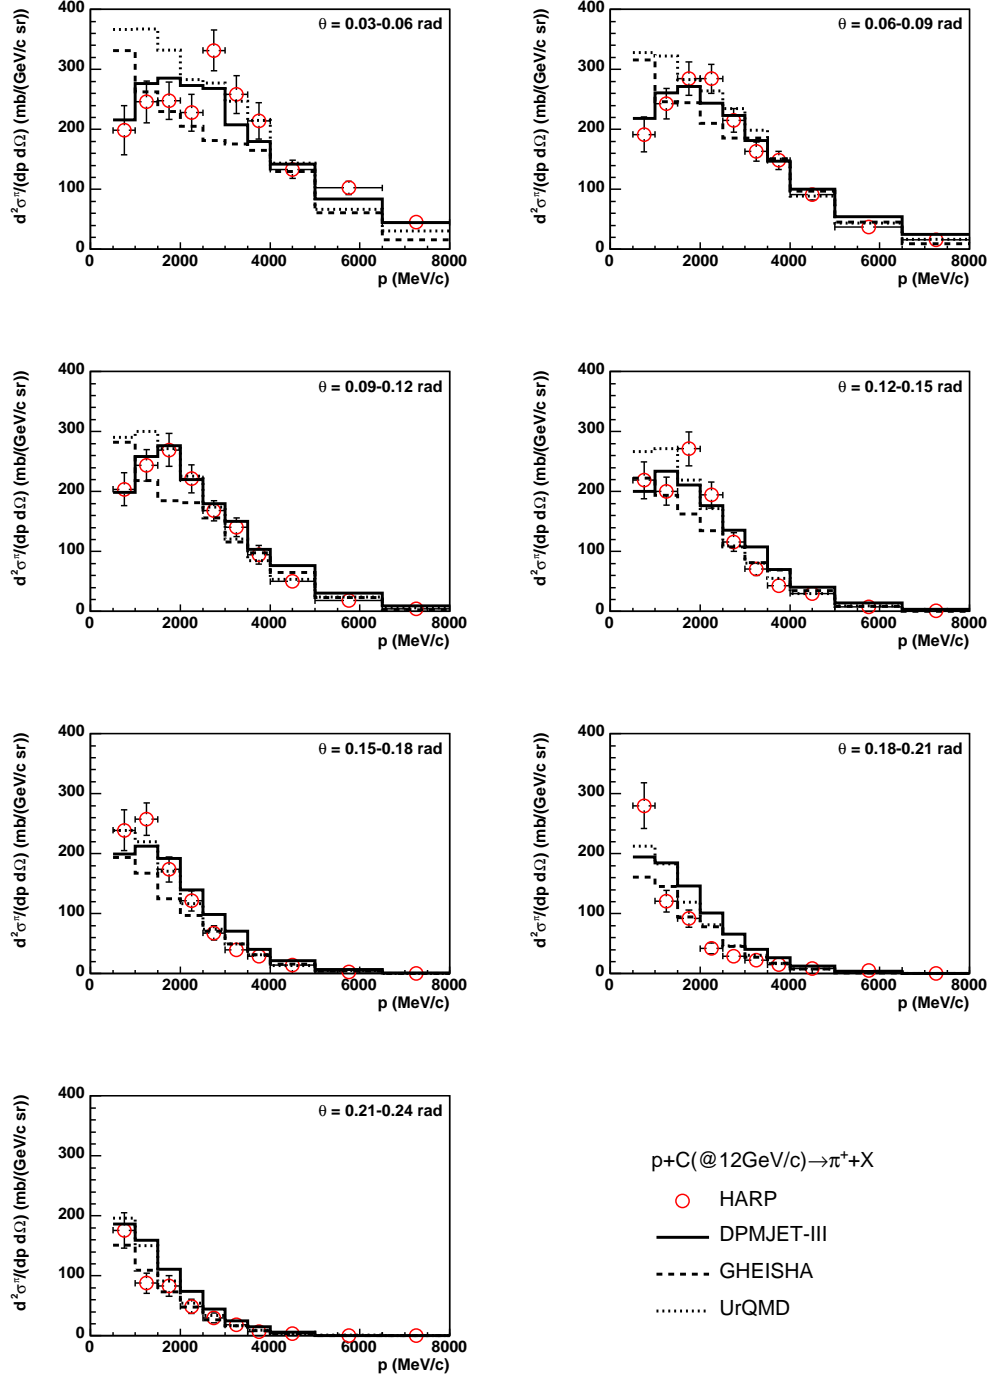 θ = 0.03-0.06 rad
d²σ^π/(dp dΩ) (mb/(GeV/c sr))
400
300
200
100
0
0 2000 4000 6000 8000
p (MeV/c)
θ = 0.06-0.09 rad
d²σ^π/(dp dΩ) (mb/(GeV/c sr))
400
300
200
100
0
0 2000 4000 6000 8000
p (MeV/c)
θ = 0.09-0.12 rad
d²σ^π/(dp dΩ) (mb/(GeV/c sr))
400
300
200
100
0
0 2000 4000 6000 8000
p (MeV/c)
θ = 0.12-0.15 rad
d²σ^π/(dp dΩ) (mb/(GeV/c sr))
400
300
200
100
0
0 2000 4000 6000 8000
p (MeV/c)
θ = 0.15-0.18 rad
d²σ^π/(dp dΩ) (mb/(GeV/c sr))
400
300
200
100
0
0 2000 4000 6000 8000
p (MeV/c)
θ = 0.18-0.21 rad
d²σ^π/(dp dΩ) (mb/(GeV/c sr))
400
300
200
100
0
0 2000 4000 6000 8000
p (MeV/c)
θ = 0.21-0.24 rad
d²σ^π/(dp dΩ) (mb/(GeV/c sr))
400
300
200
100
0
0 2000 4000 6000 8000
p (MeV/c)
p+C(@12GeV/c)→π⁺+X
HARP
DPMJET-III
GHEISHA
UrQMD